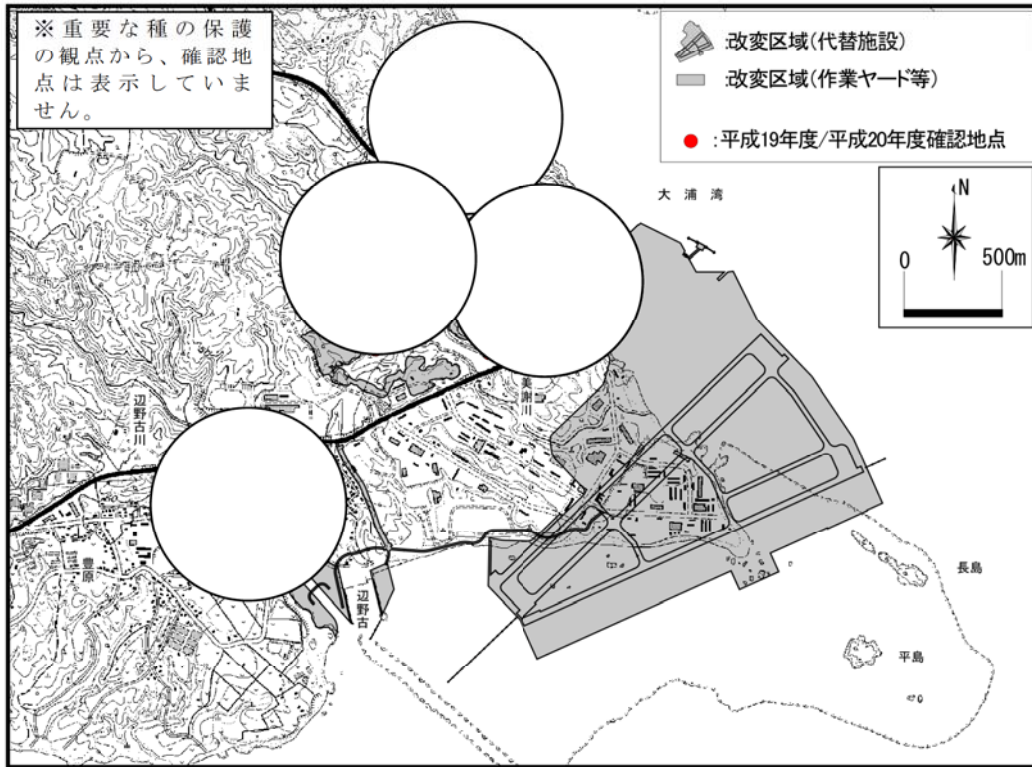 ※重要な種の保護
の観点から、確認地
点は表示していま
せん。
:改変区域(代替施設)
:改変区域(作業ヤード等)
:平成19年度/平成20年度確認地点
大浦湾
N
0 500m
美謝川
辺野古川
豊原
辺野古
長島
平島